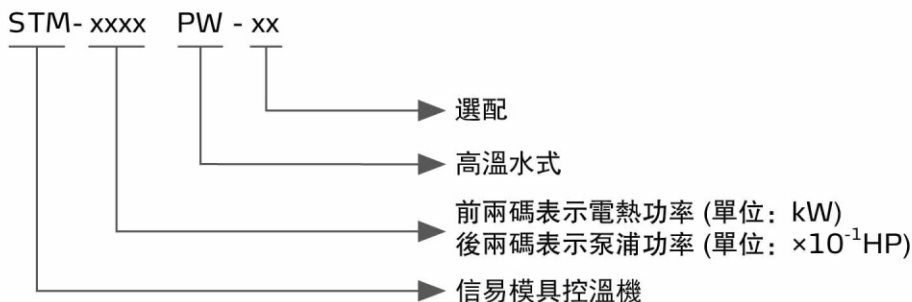 STM-xxxx PW-xx
選配
高溫水式
前兩碼表示電熱功率 (單位：kW)
後兩碼表示泵浦功率 (單位：×10⁻¹HP)
信易模具控溫機